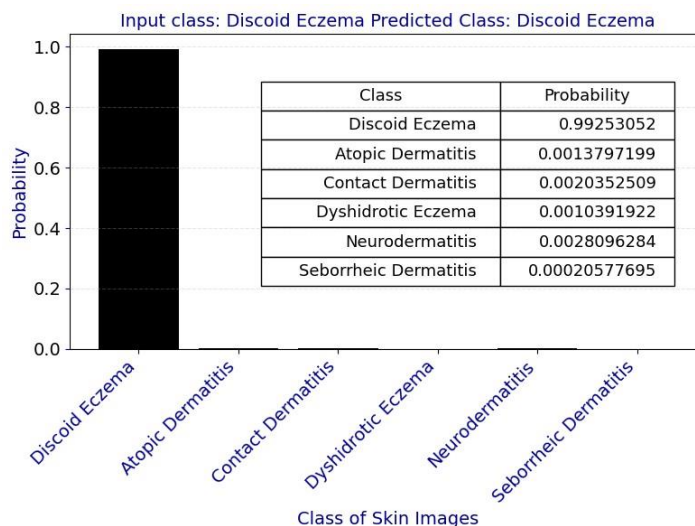 Input class: Discoid Eczema Predicted Class: Discoid Eczema
Probability
1.0
0.8
0.6
0.4
0.2
0.0
Class Probability
Discoid Eczema 0.99253052
Atopic Dermatitis 0.0013797199
Contact Dermatitis 0.0020352509
Dyshidrotic Eczema 0.0010391922
Neurodermatitis 0.0028096284
Seborrheic Dermatitis 0.00020577695
Discoid Eczema
Atopic Dermatitis
Contact Dermatitis
Dyshidrotic Eczema
Neurodermatitis
Seborrheic Dermatitis
Class of Skin Images